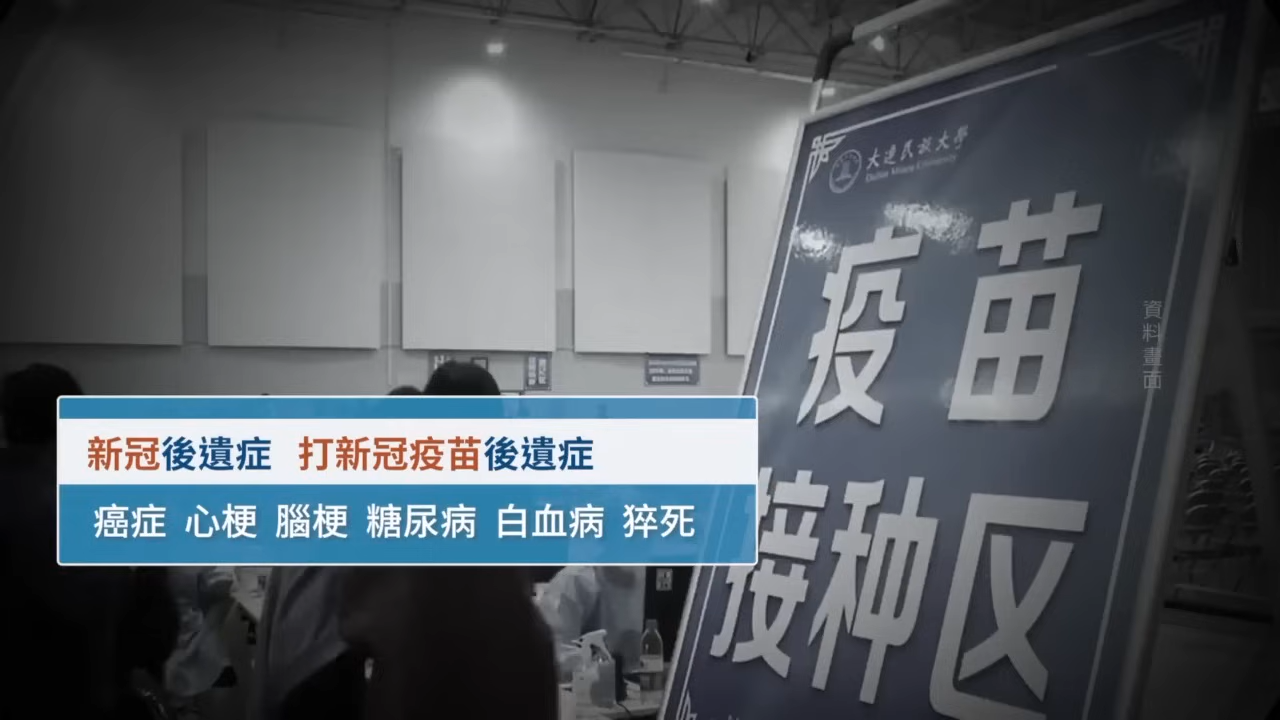 新冠後遺症 打新冠疫苗後遺症
癌症 心梗 腦梗 糖尿病 白血病 猝死
大连民族大学
Dalian Minzu University
疫苗
接种区
資料畫面